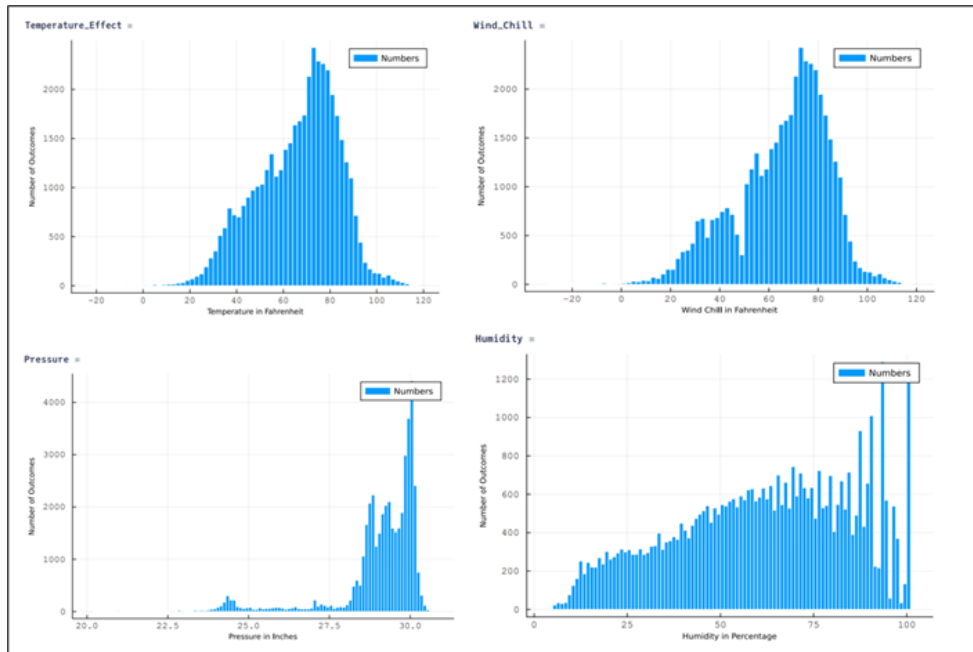 Temperature_Effect =
Numbers
2000
1500
1000
500
0
Number of Outcomes
-20 0 20 40 60 80 100 120
Temperature in Fahrenheit
Wind_Chill =
Numbers
2000
1500
1000
500
0
Number of Outcomes
-20 0 20 40 60 80 100 120
Wind Chill in Fahrenheit
Pressure =
Numbers
4000
3000
2000
1000
0
Number of Outcomes
20.0 22.5 25.0 27.5 30.0
Pressure in Inches
Humidity =
Numbers
1200
1000
800
600
400
200
0
Number of Outcomes
0 25 50 75 100
Humidity in Percentage